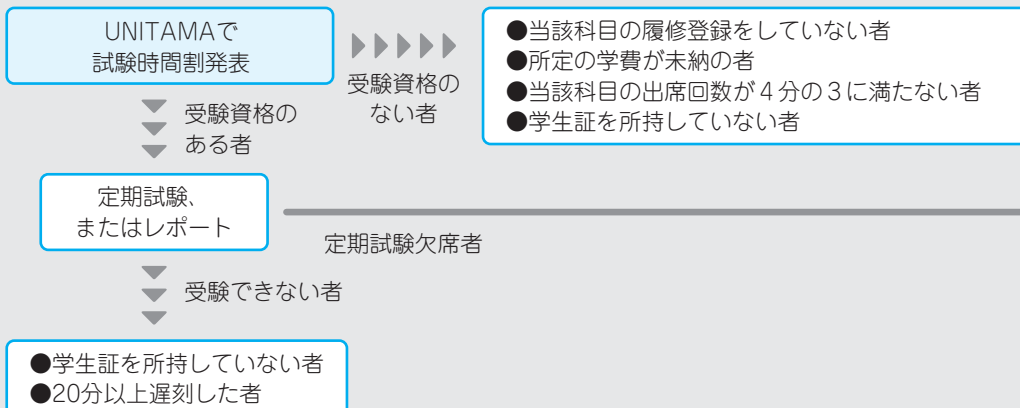 UNITAMAで
試験時間割発表
受験資格の
ない者
●当該科目の履修登録をしていない者
●所定の学費が未納の者
●当該科目の出席回数が4分の3に満たない者
●学生証を所持していない者
受験資格の
ある者
定期試験、
またはレポート
定期試験欠席者
受験できない者
●学生証を所持していない者
●20分以上遅刻した者